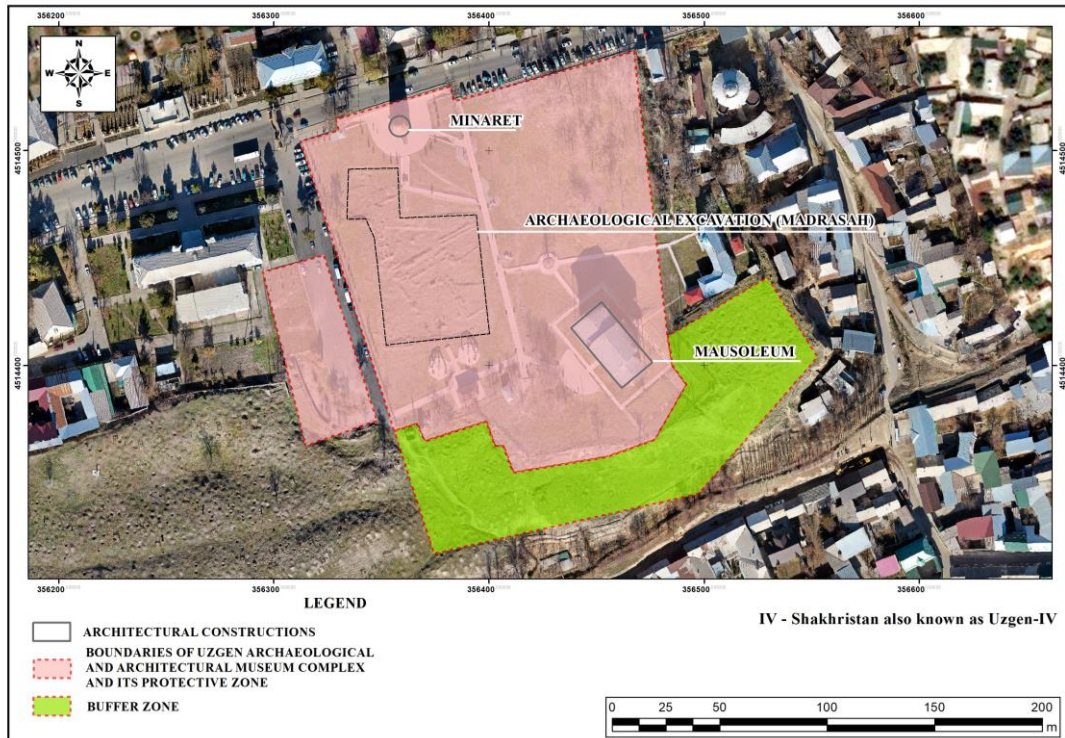 356200 356300 356400 356500 356600
N
W E
S
MINARET
4514500 4514500
ARCHAEOLOGICAL EXCAVATION (MADRASAH)
MAUSOLEUM
4514400 4514400
356200 356300 356400 356500 356600
LEGEND
IV - Shakhristan also known as Uzgen-IV
ARCHITECTURAL CONSTRUCTIONS
BOUNDARIES OF UZGEN ARCHAEOLOGICAL
AND ARCHITECTURAL MUSEUM COMPLEX
AND ITS PROTECTIVE ZONE
BUFFER ZONE
0 25 50 100 150 200
m